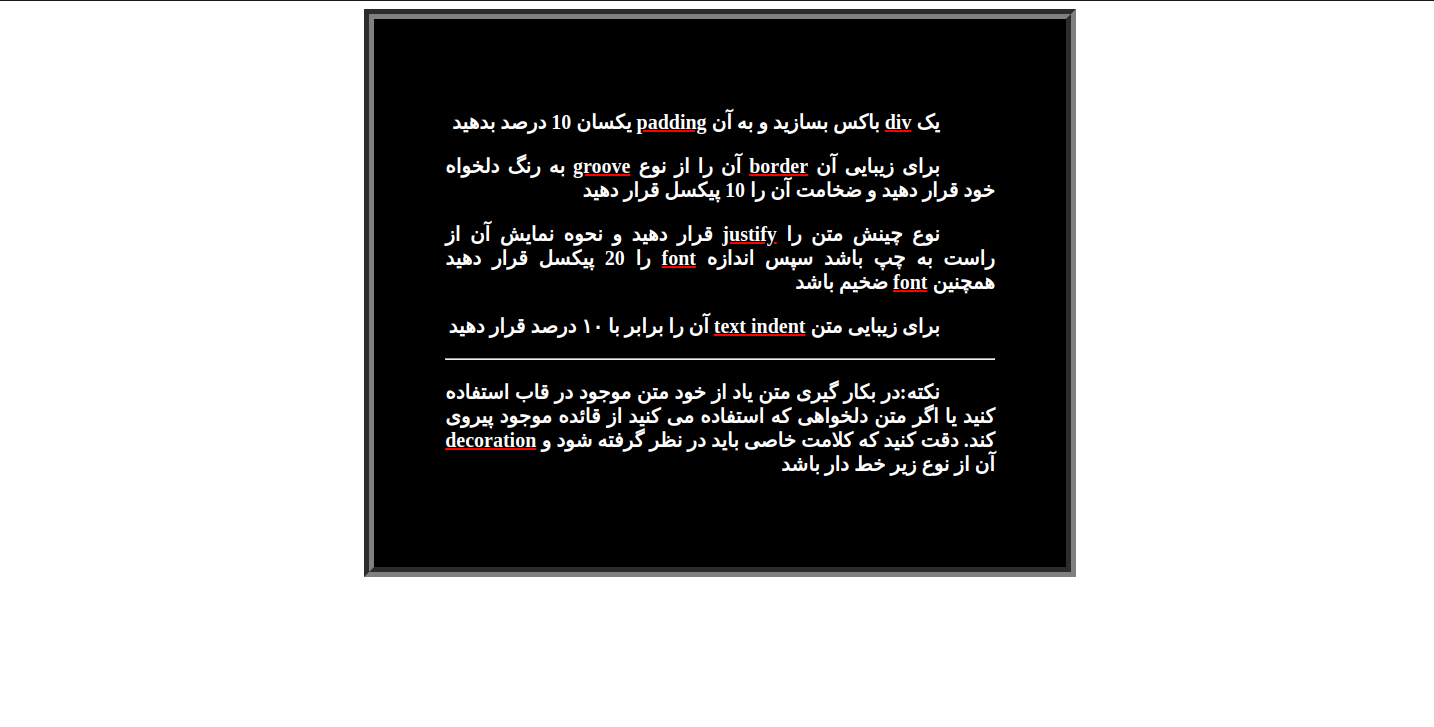 یک div باکس بسازید و به آن padding یکسان 10 درصد بدهید
برای زیبایی آن border آن را از نوع groove به رنگ دلخواه
خود قرار دهید و ضخامت آن را 10 پیکسل قرار دهید
نوع چینش متن را justify قرار دهید و نحوه نمایش آن از
راست به چپ باشد سپس اندازه font را 20 پیکسل قرار دهید
همچنین font ضخیم باشد
برای زیبایی متن text indent آن را برابر با ۱۰ درصد قرار دهید
نکته:در بکار گیری متن یاد از خود متن موجود در قاب استفاده
کنید یا اگر متن دلخواهی که استفاده می کنید از قائده موجود پیروی
کند. دقت کنید که کلامت خاصی باید در نظر گرفته شود و decoration
آن از نوع زیر خط دار باشد